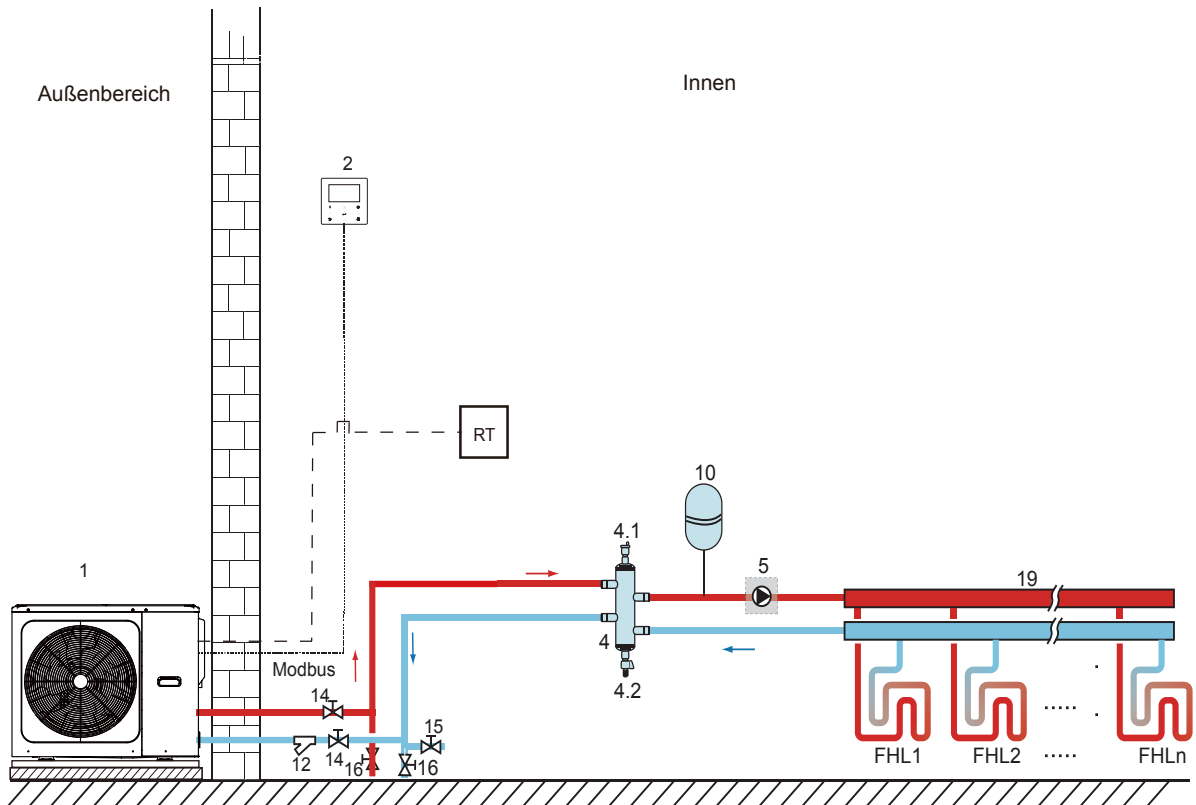 Außenbereich
Innen
2
RT
10
4.1
1
5
19
4
Modbus
4.2
14
15
12
14
16
16
FHL1
FHL2
.....
.....
FHLn